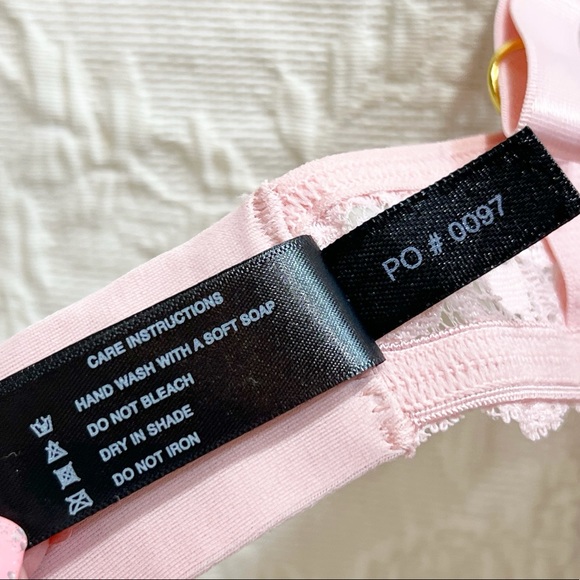 CARE INSTRUCTIONS
HAND WASH WITH A SOFT SOAP
DO NOT BLEACH
DRY IN SHADE
DO NOT IRON
PO # 0097